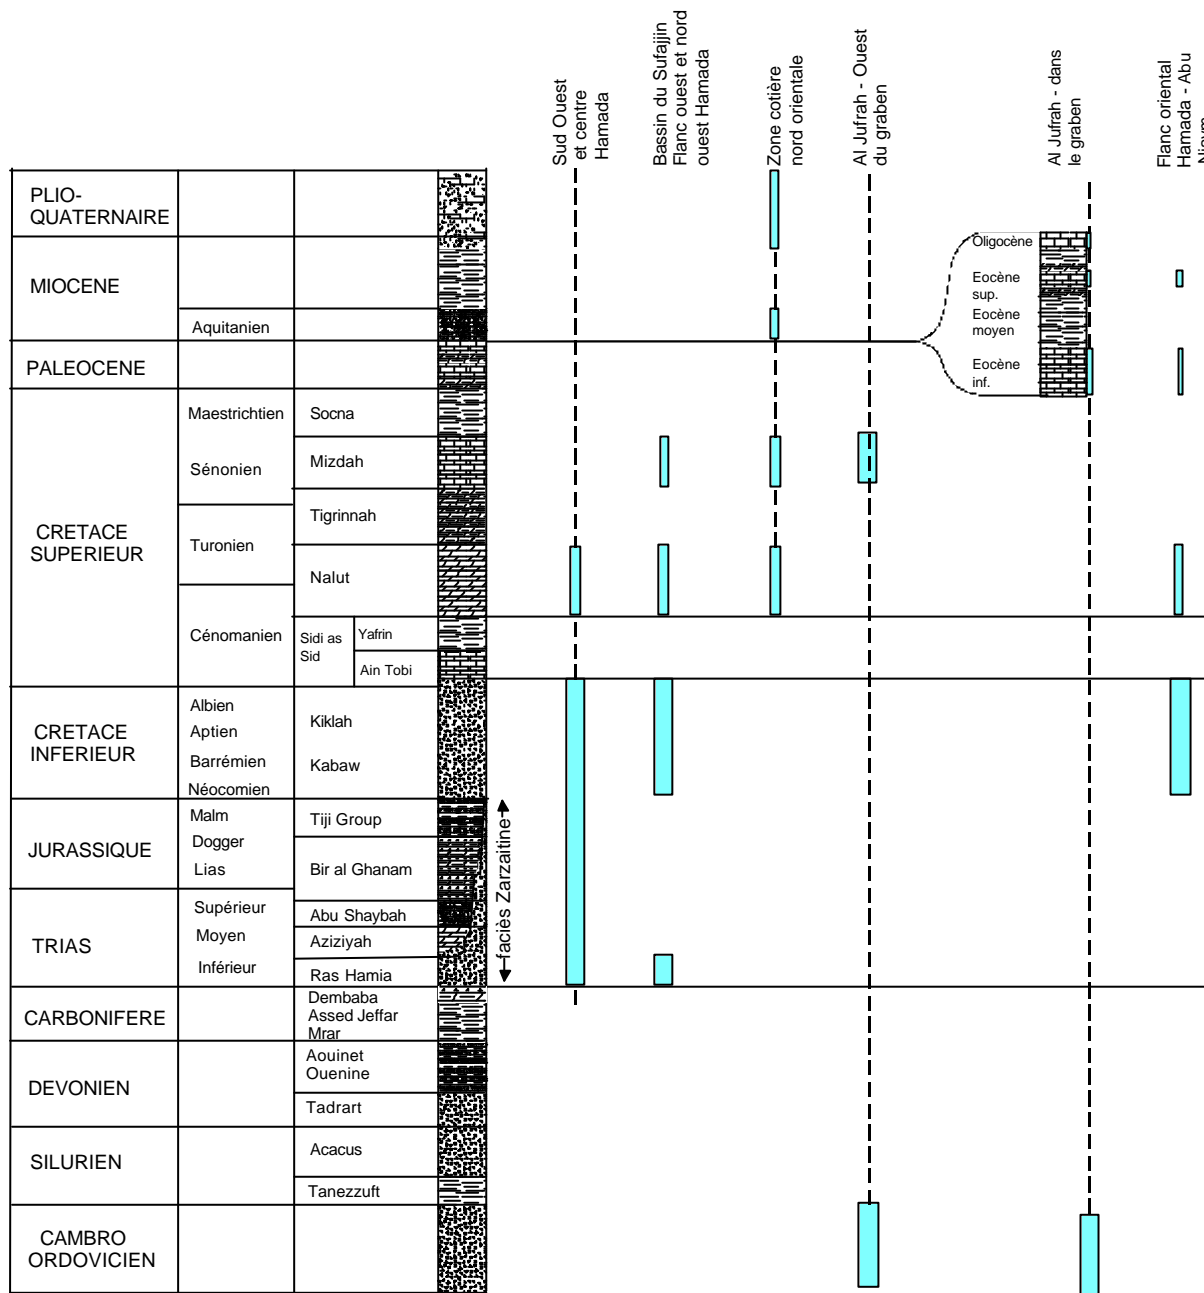 Sud Ouest
et centre
Hamada
Bassin du Sufajjin
Flanc ouest et nord
ouest Hamada
Zone cotière
nord orientale
Al Jufrah - Ouest
du graben
Al Jufrah - dans
le graben
Flanc oriental
Hamada - Abu
PLIO-
QUATERNAIRE
MIOCENE
Aquitanien
PALEOCENE
Oligocène
Eocène
sup.
Eocène
moyen
Eocène
inf.
CRETACE
SUPERIEUR
Maestrichtien
Sénonien
Turonien
Cénomanien
Socna
Mizdah
Tigrinnah
Nalut
Sidi as
Sid
Yafrin
Ain Tobi
CRETACE
INFERIEUR
Albien
Aptien
Barrémien
Néocomien
Kiklah
Kabaw
JURASSIQUE
Malm
Dogger
Lias
Tiji Group
Bir al Ghanam
TRIAS
Supérieur
Moyen
Inférieur
Abu Shaybah
Aziziyah
Ras Hamia
faciès Zarzaitine
CARBONIFERE
Dembaba
Assed Jeffar
Mrar
DEVONIEN
Aouinet
Ouenine
Tadrart
SILURIEN
Acacus
Tanezzuft
CAMBRO
ORDOVICIEN